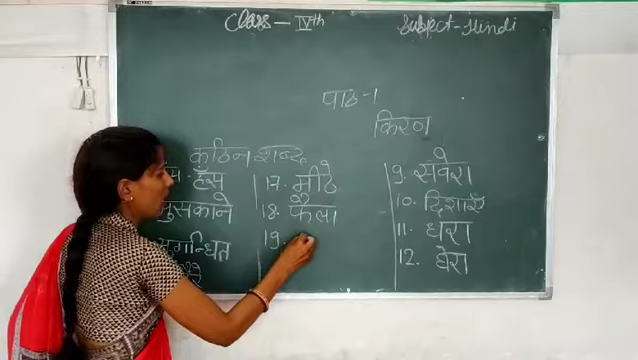 Class - IVth
Subject - Hindi
पाठ - 1
किरण
कठिन शब्द
हँस
मुसकाने
सुगन्धित
17. मीठे
18. फैला
19.
9. सवेरा
10. दिशाएँ
11. धरा
12. घेरा